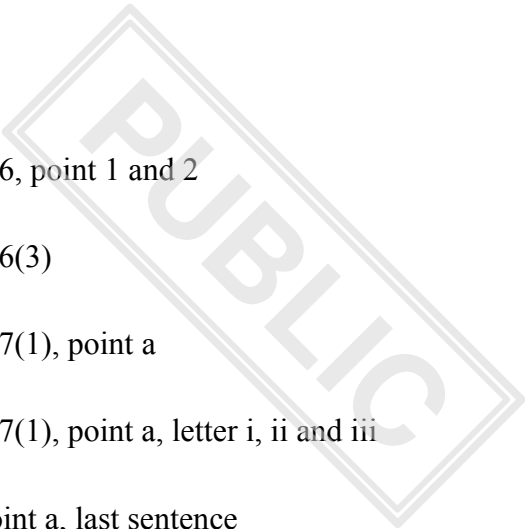 PUBLIC
6, point 1 and 2
6(3)
7(1), point a
7(1), point a, letter i, ii and iii
point a, last sentence